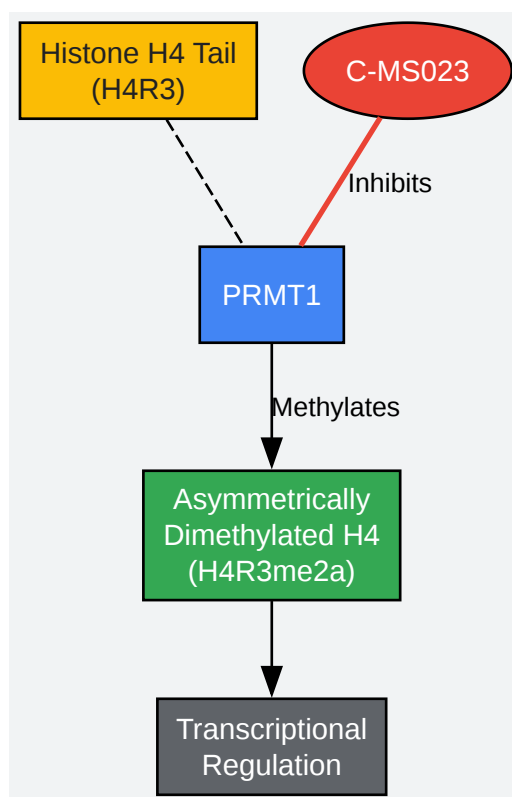 Histone H4 Tail
(H4R3)
C-MS023
Inhibits
PRMT1
Methylates
Asymmetrically
Dimethylated H4
(H4R3me2a)
Transcriptional
Regulation